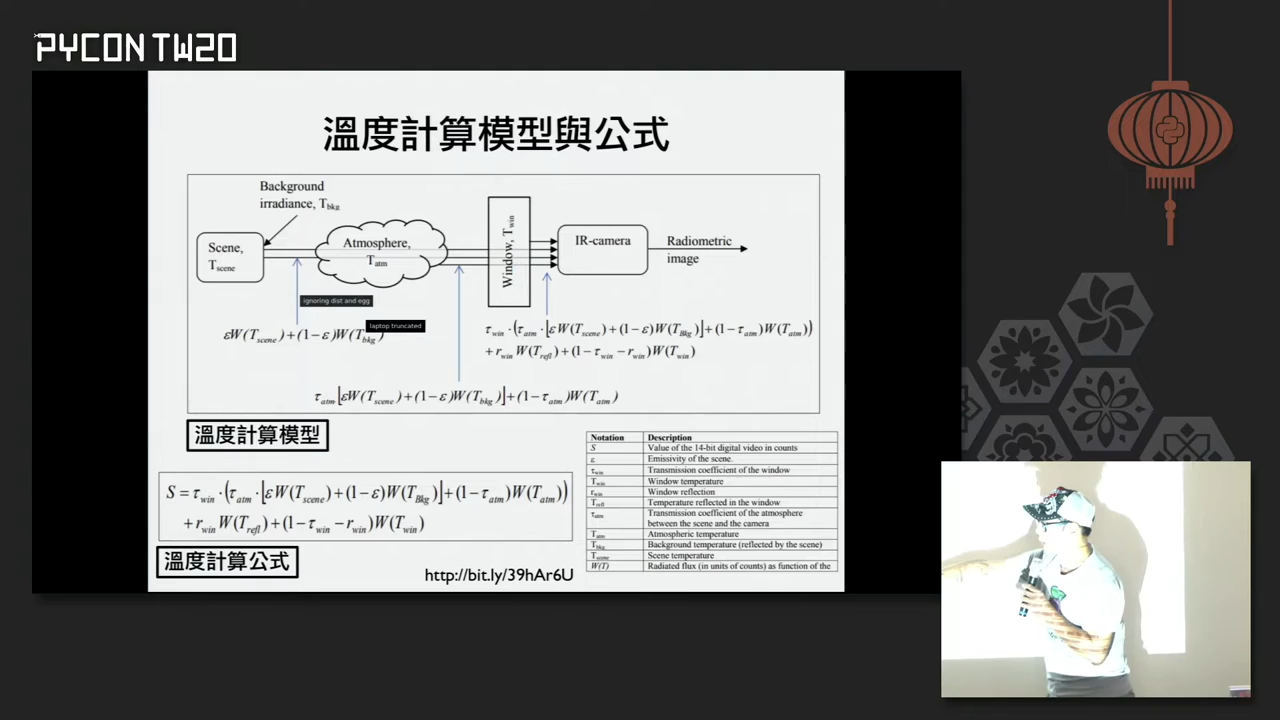 PYCON TW20
溫度計算模型與公式
Background
irradiance, T_bkg
Scene,
T_scene
Atmosphere,
T_atm
Window, T_win
IR-camera
Radiometric
image
ignoring dist and egg
laptop truncated
εW(T_scene)+(1−ε)W(T_bkg)
τ_win·(τ_atm·[εW(T_scene)+(1−ε)W(T_Bkg)]+(1−τ_atm)W(T_atm))
+r_win W(T_refl)+(1−τ_win−r_win)W(T_win)
τ_atm·[εW(T_scene)+(1−ε)W(T_bkg)]+(1−τ_atm)W(T_atm)
溫度計算模型
S=τ_win·(τ_atm·[εW(T_scene)+(1−ε)W(T_Bkg)]+(1−τ_atm)W(T_atm))
+r_win W(T_refl)+(1−τ_win−r_win)W(T_win)
溫度計算公式
http://bit.ly/39hAr6U
Notation Description
S Value of the 14-bit digital video in counts
ε Emissivity of the scene.
τ_win Transmission coefficient of the window
T_win Window temperature
r_win Window reflection
T_refl Temperature reflected in the window
τ_atm Transmission coefficient of the atmosphere
between the scene and the camera
T_atm Atmospheric temperature
T_bkg Background temperature (reflected by the scene)
T_scene Scene temperature
W(T) Radiated flux (in units of counts) as function of the